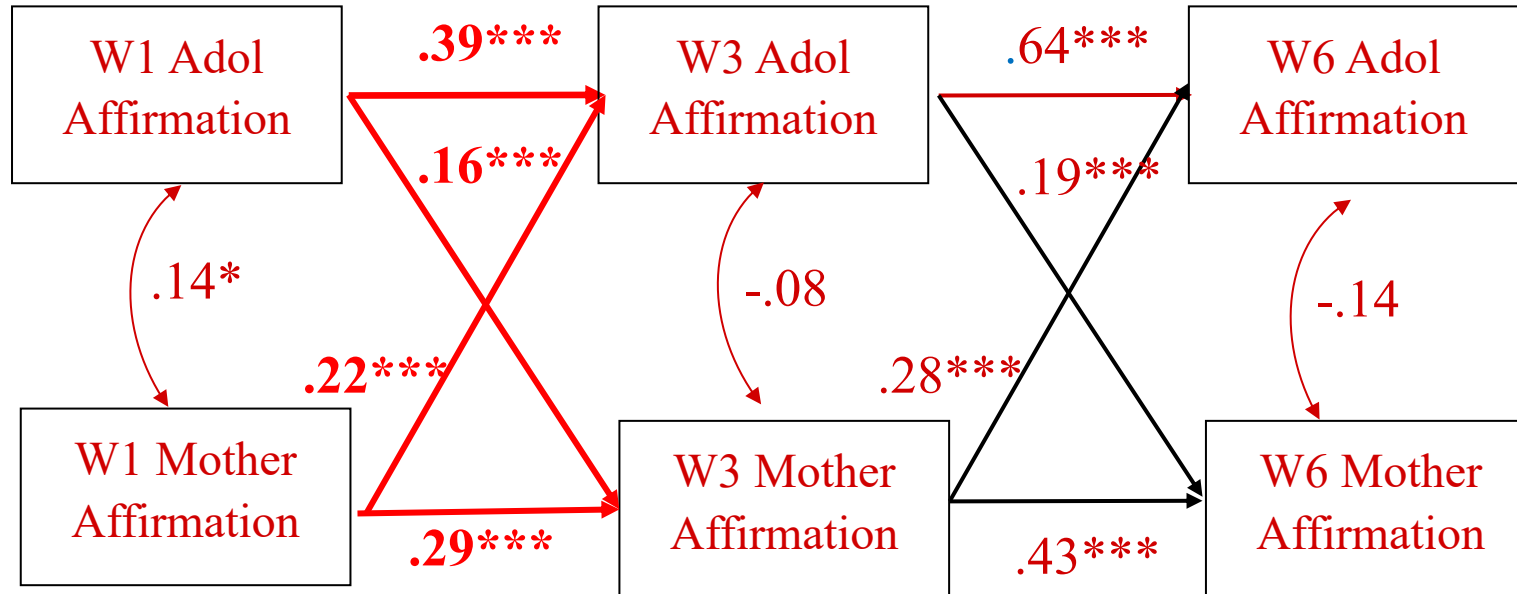 W1 Adol
Affirmation
.39***
W3 Adol
Affirmation
.64***
W6 Adol
Affirmation
.16***
.19***
.14*
-.08
-.14
.22***
.28***
W1 Mother
Affirmation
.29***
W3 Mother
Affirmation
.43***
W6 Mother
Affirmation